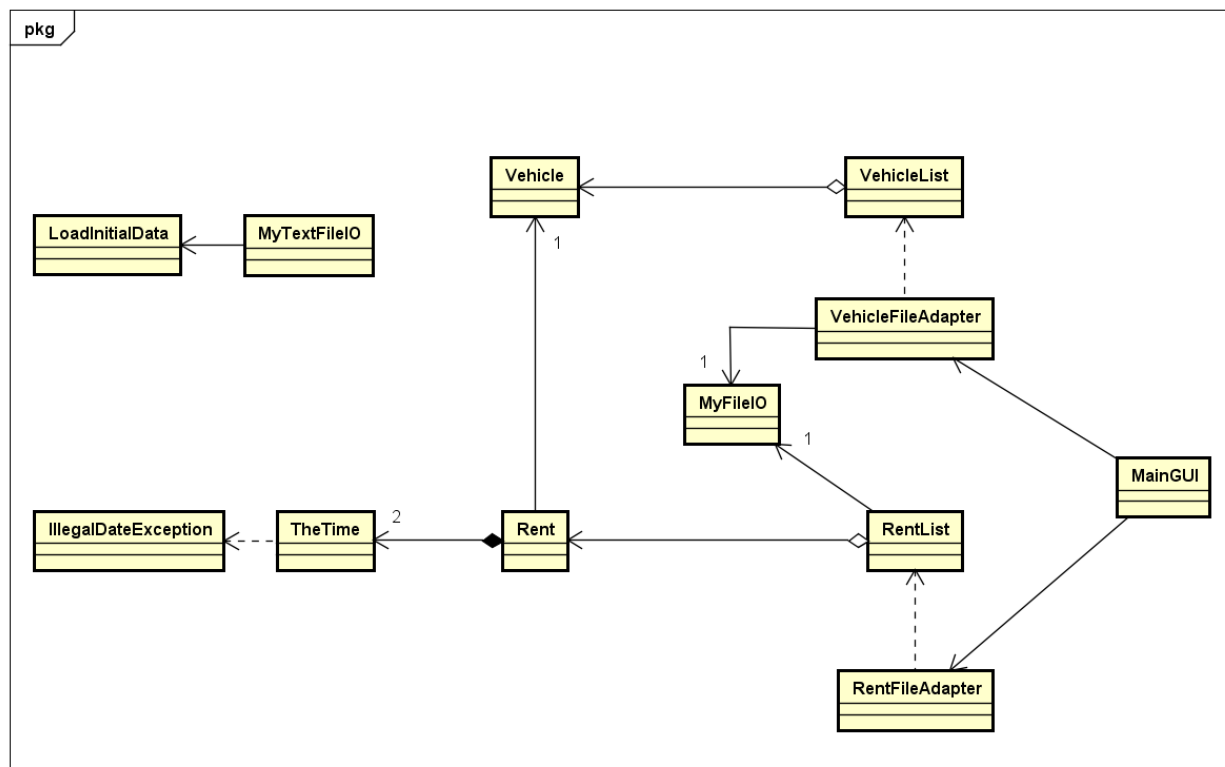 pkg
Vehicle
VehicleList
1
LoadInitialData
MyTextFileIO
VehicleFileAdapter
1
MyFileIO
1
MainGUI
IllegalDateException
TheTime
2
Rent
RentList
RentFileAdapter